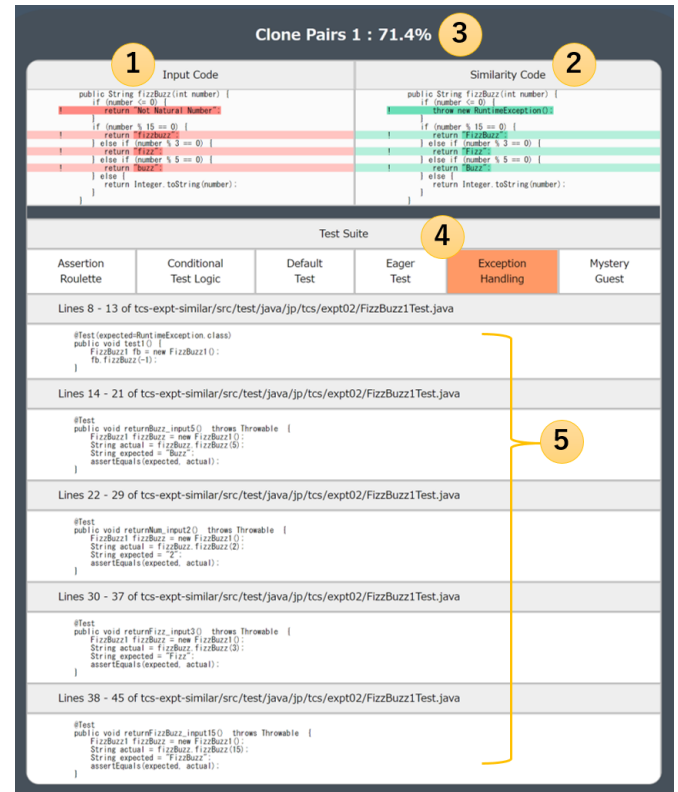 Clone Pairs 1 : 71.4%
3
1
2
Input Code
Similarity Code
public String fizzBuzz(int number) {
if (number <= 0) {
! return "Not Natural Number";
}
if (number % 15 == 0) {
! return "fizzbuzz";
} else if (number % 3 == 0) {
! return "fizz";
} else if (number % 5 == 0) {
! return "buzz";
} else {
return Integer.toString(number);
}
}
public String fizzBuzz(int number) {
if (number <= 0) {
! throw new RuntimeException();
}
if (number % 15 == 0) {
! return "FizzBuzz";
} else if (number % 3 == 0) {
! return "Fizz";
} else if (number % 5 == 0) {
! return "Buzz";
} else {
return Integer.toString(number);
}
}
Test Suite
4
Assertion
Roulette
Conditional
Test Logic
Default
Test
Eager
Test
Exception
Handling
Mystery
Guest
Lines 8 - 13 of tcs-expt-similar/src/test/java/jp/tcs/expt02/FizzBuzz1Test.java
@Test(expected=RuntimeException.class)
public void test1() {
FizzBuzz1 fb = new FizzBuzz1();
fb.fizzBuzz(-1);
}
Lines 14 - 21 of tcs-expt-similar/src/test/java/jp/tcs/expt02/FizzBuzz1Test.java
@Test
public void returnBuzz_input5() throws Throwable {
FizzBuzz1 fizzBuzz = new FizzBuzz1();
String actual = fizzBuzz.fizzBuzz(5);
String expected = "Buzz";
assertEquals(expected, actual);
}
5
Lines 22 - 29 of tcs-expt-similar/src/test/java/jp/tcs/expt02/FizzBuzz1Test.java
@Test
public void returnNum_input2() throws Throwable {
FizzBuzz1 fizzBuzz = new FizzBuzz1();
String actual = fizzBuzz.fizzBuzz(2);
String expected = "2";
assertEquals(expected, actual);
}
Lines 30 - 37 of tcs-expt-similar/src/test/java/jp/tcs/expt02/FizzBuzz1Test.java
@Test
public void returnFizz_input3() throws Throwable {
FizzBuzz1 fizzBuzz = new FizzBuzz1();
String actual = fizzBuzz.fizzBuzz(3);
String expected = "Fizz";
assertEquals(expected, actual);
}
Lines 38 - 45 of tcs-expt-similar/src/test/java/jp/tcs/expt02/FizzBuzz1Test.java
@Test
public void returnFizzBuzz_input15() throws Throwable {
FizzBuzz1 fizzBuzz = new FizzBuzz1();
String actual = fizzBuzz.fizzBuzz(15);
String expected = "FizzBuzz";
assertEquals(expected, actual);
}